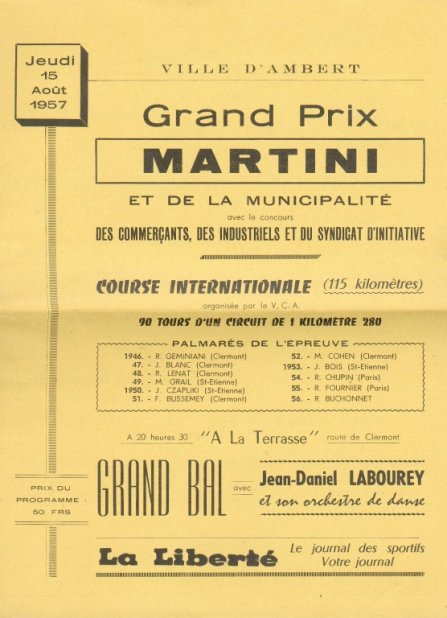 Jeudi
15
Août
1957
VILLE D'AMBERT
Grand Prix
MARTINI
ET DE LA MUNICIPALITÉ
avec le concours
DES COMMERÇANTS, DES INDUSTRIELS ET DU SYNDICAT D'INITIATIVE
COURSE INTERNATIONALE (115 kilomètres)
organisée par le V.C.A.
90 TOURS D'UN CIRCUIT DE 1 KILOMETRE 280
PALMARÈS DE L'ÉPREUVE
1946. - R. GEMINIANI (Clermont)
47. - J. BLANC (Clermont)
48. - R. LENAT (Clermont)
49. - M. GRAIL (St-Etienne)
1950. - J. CZAPLIKI (St-Etienne)
51. - F. BUSSEMEY (Clermont)
52. - M. COHEN (Clermont)
1953. - J. BOIS (St-Etienne)
54. - R. CHUPIN (Paris)
55. - R. FOURNIER (Paris)
56. - R. BUCHONNET
A 20 heures 30 "A La Terrasse" route de Clermont
GRAND BAL avec Jean-Daniel LABOUREY
et son orchestre de danse
PRIX DU
PROGRAMME :
50 FRS
La Liberté Le journal des sportifs
Votre journal